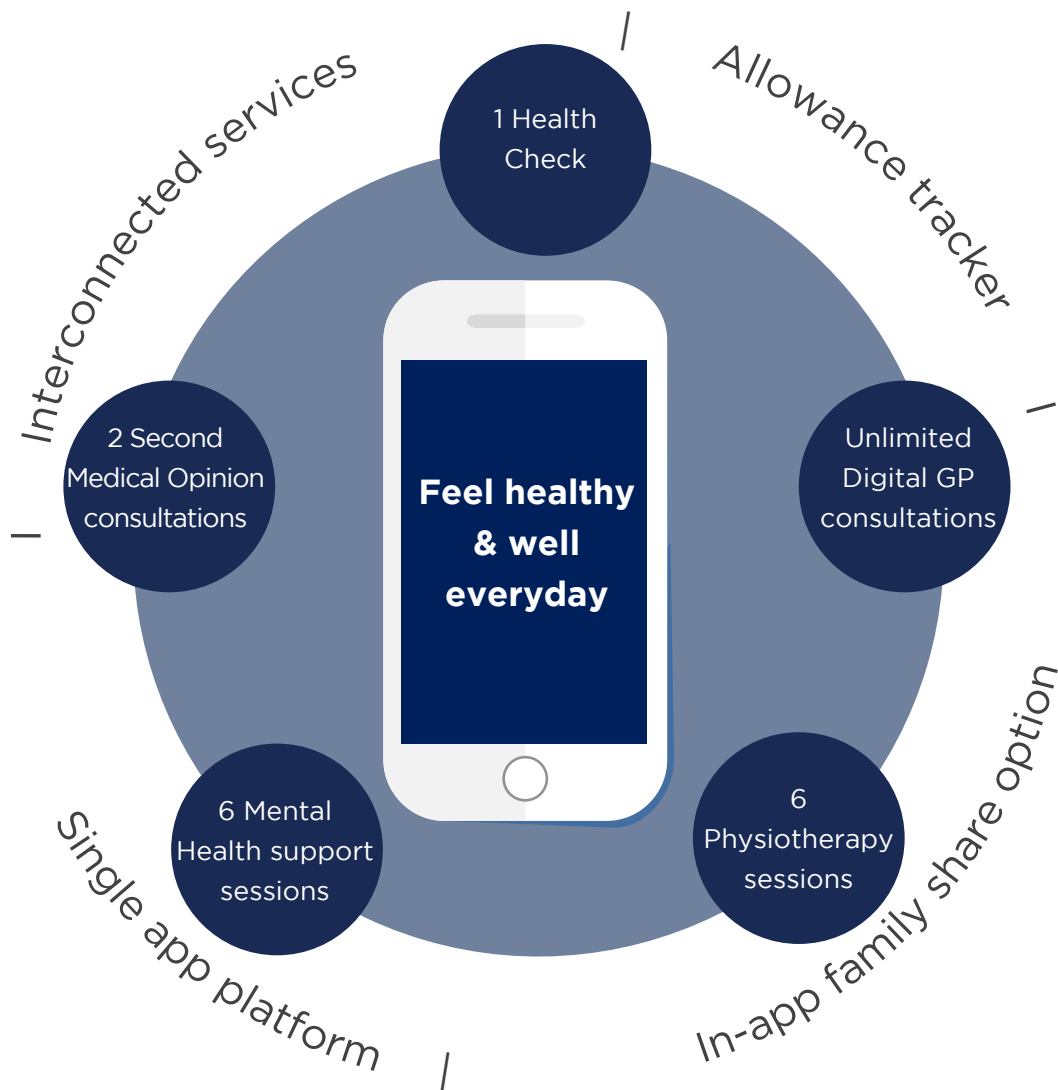 Interconnected services
Allowance tracker
1 Health
Check
2 Second
Medical Opinion
consultations
Unlimited
Digital GP
consultations
Feel healthy
& well
everyday
6 Mental
Health support
sessions
6
Physiotherapy
sessions
Single app platform
In-app family share option